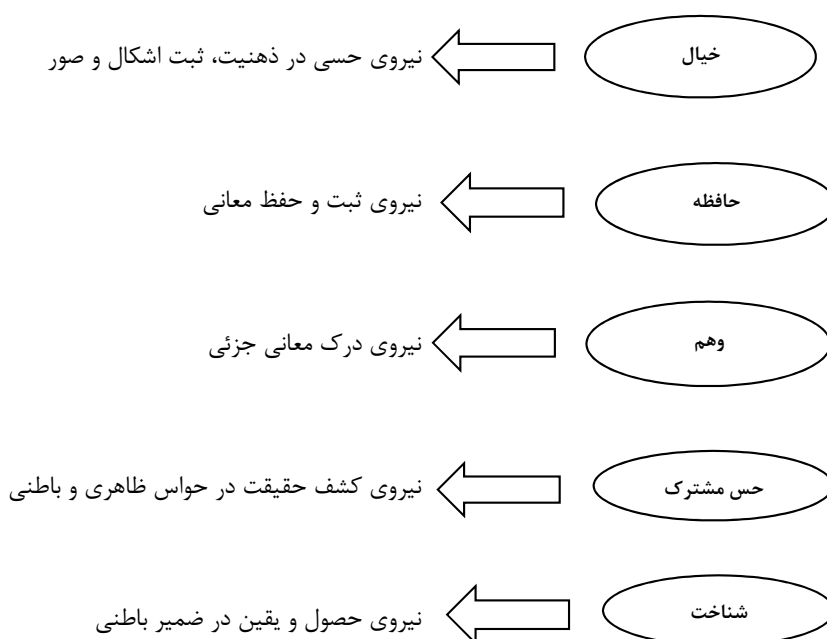 خیال
نیروی حسی در ذهنیت، ثبت اشکال و صور
حافظه
نیروی ثبت و حفظ معانی
وهم
نیروی درک معانی جزئی
حس مشترک
نیروی کشف حقیقت در حواس ظاهری و باطنی
شناخت
نیروی حصول و یقین در ضمیر باطنی